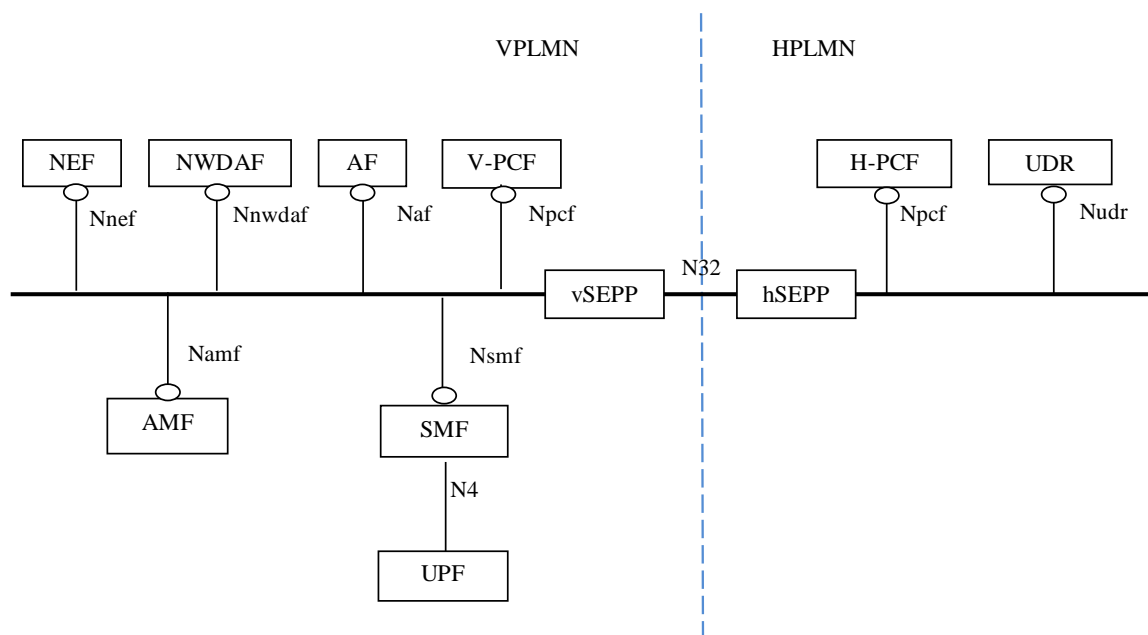 VPLMN
HPLMN
NEF
NWDAF
AF
V-PCF
H-PCF
UDR
Nnef
Nnwdaf
Naf
Npcf
Npcf
Nudr
N32
vSEPP
hSEPP
Namf
Nsmf
AMF
SMF
N4
UPF